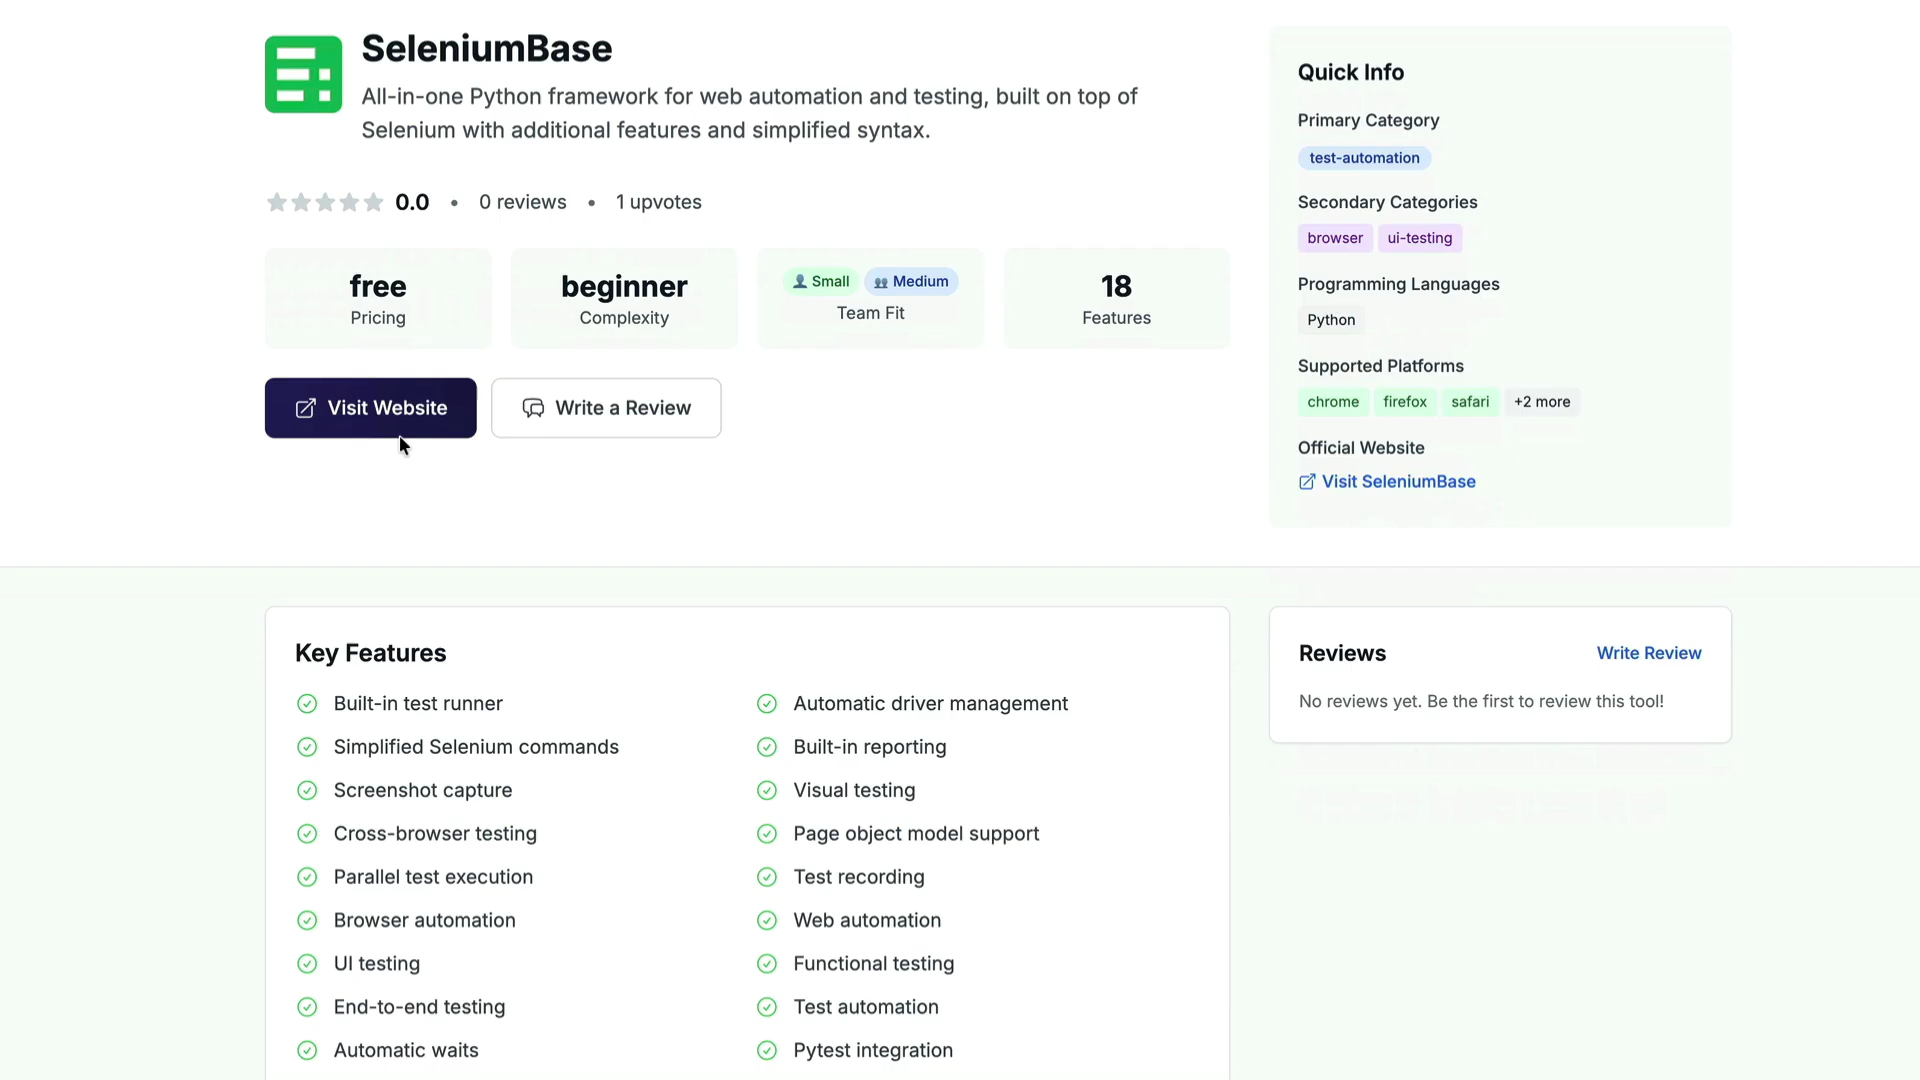 SeleniumBase
All-in-one Python framework for web automation and testing, built on top of
Selenium with additional features and simplified syntax.
0.0 • 0 reviews • 1 upvotes
free
Pricing
beginner
Complexity
Small Medium
Team Fit
18
Features
Visit Website
Write a Review
Quick Info
Primary Category
test-automation
Secondary Categories
browser ui-testing
Programming Languages
Python
Supported Platforms
chrome firefox safari +2 more
Official Website
Visit SeleniumBase
Key Features
Built-in test runner
Automatic driver management
Simplified Selenium commands
Built-in reporting
Screenshot capture
Visual testing
Cross-browser testing
Page object model support
Parallel test execution
Test recording
Browser automation
Web automation
UI testing
Functional testing
End-to-end testing
Test automation
Automatic waits
Pytest integration
Reviews
Write Review
No reviews yet. Be the first to review this tool!